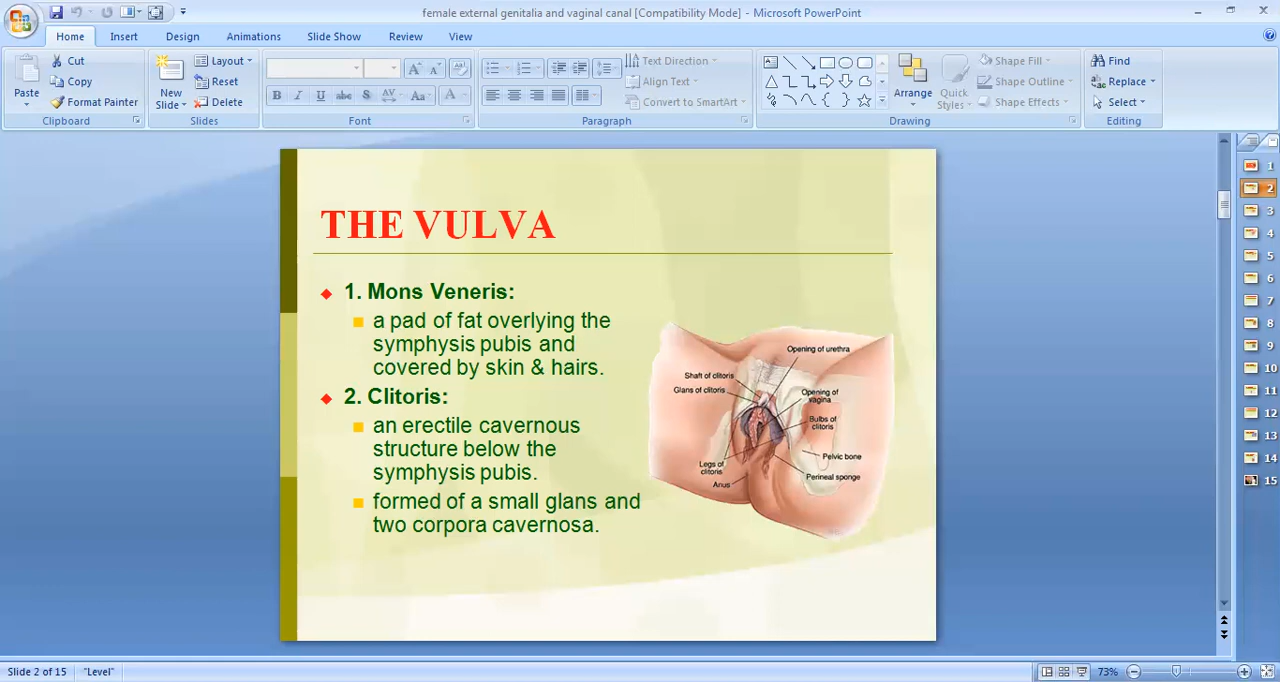 female external genitalia and vaginal canal [Compatibility Mode] - Microsoft PowerPoint
Home Insert Design Animations Slide Show Review View
Cut
Copy
Format Painter
Paste
Clipboard
New Slide
Layout
Reset
Delete
Slides
Font
Text Direction
Align Text
Convert to SmartArt
Paragraph
Arrange
Quick Styles
Shape Fill
Shape Outline
Shape Effects
Drawing
Find
Replace
Select
Editing
THE VULVA
1. Mons Veneris:
a pad of fat overlying the
symphysis pubis and
covered by skin & hairs.
2. Clitoris:
an erectile cavernous
structure below the
symphysis pubis.
formed of a small glans and
two corpora cavernosa.
Opening of urethra
Shaft of clitoris
Glans of clitoris
Opening of
vagina
Bulbs of
clitoris
Legs of
clitoris
Pelvic bone
Anus
Perineal sponge
1
2
3
4
5
6
7
8
9
10
11
12
13
14
15
Slide 2 of 15 "Level" 73%